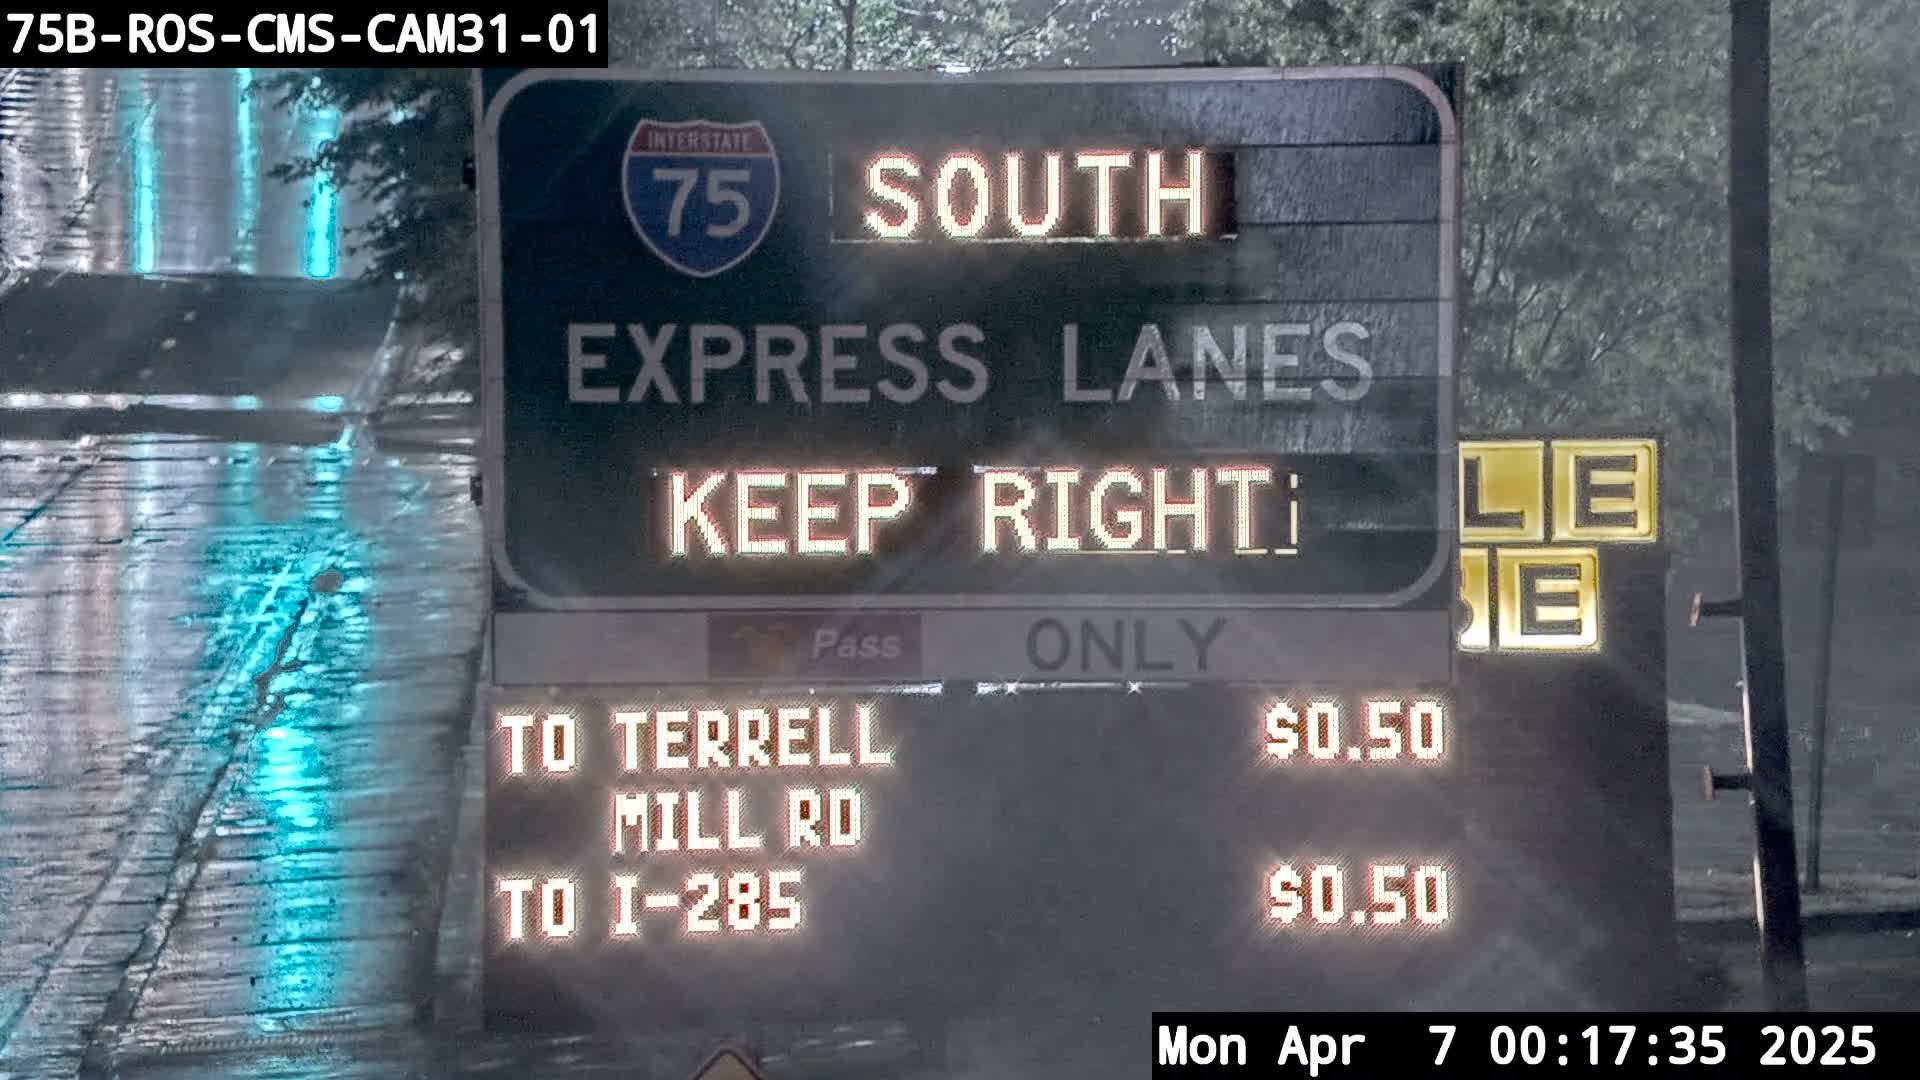 75B-ROS-CMS-CAM31-01
INTERSTATE
75
SOUTH
EXPRESS LANES
KEEP RIGHT
Pass ONLY
TO TERRELL $0.50
MILL RD
TO I-285 $0.50
LE
E
Mon Apr 7 00:17:35 2025